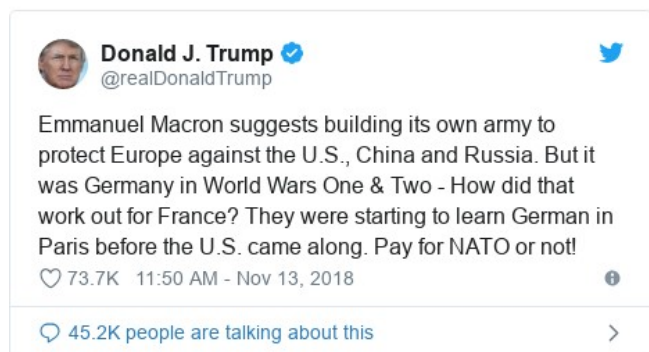 Donald J. Trump
@realDonaldTrump
Emmanuel Macron suggests building its own army to
protect Europe against the U.S., China and Russia. But it
was Germany in World Wars One & Two - How did that
work out for France? They were starting to learn German in
Paris before the U.S. came along. Pay for NATO or not!
73.7K 11:50 AM - Nov 13, 2018
45.2K people are talking about this